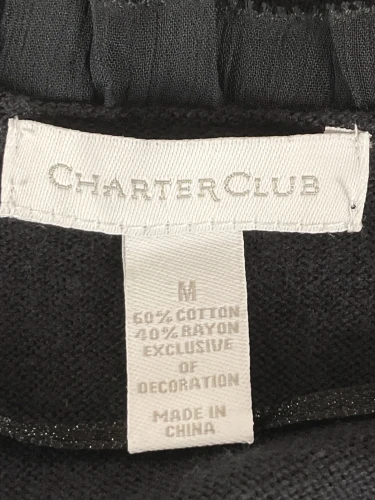 CHARTER CLUB
M
60% COTTON
40% RAYON
EXCLUSIVE
OF
DECORATION
MADE IN
CHINA